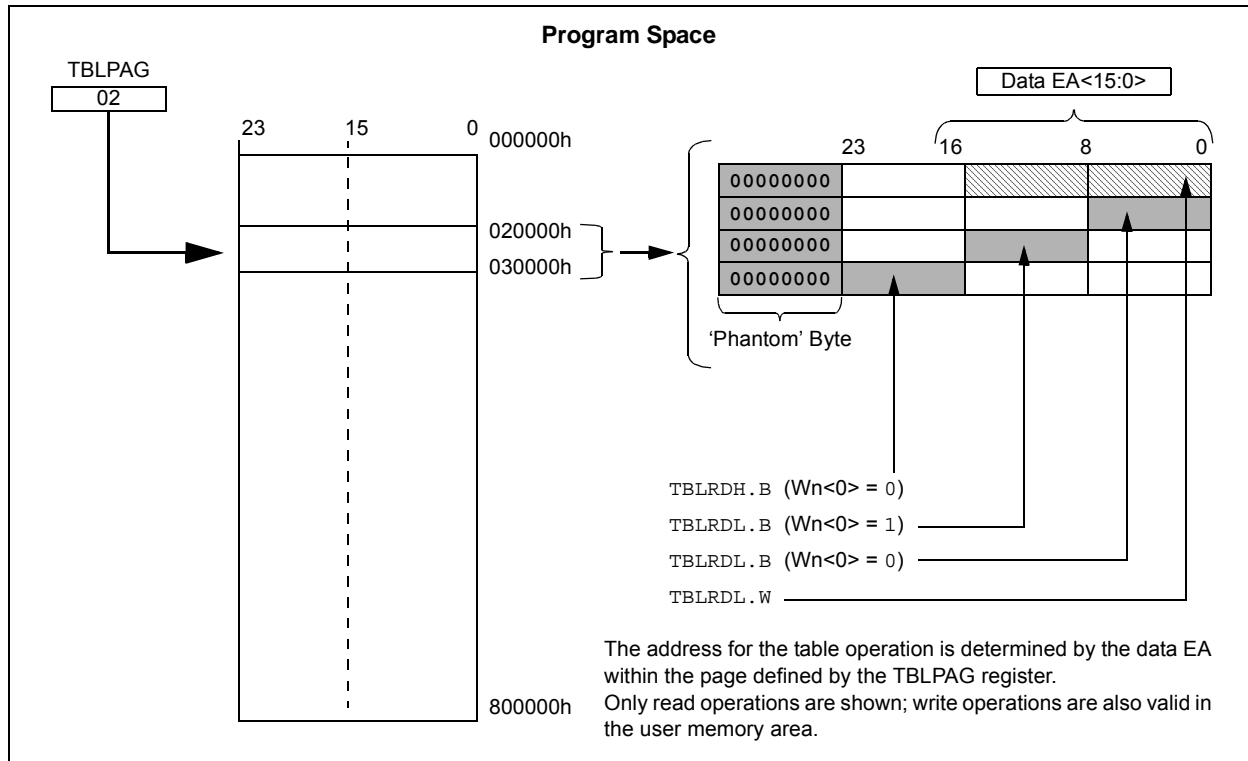 Program Space
TBLPAG
02
23 15 0
000000h
020000h
030000h
800000h
Data EA<15:0>
23 16 8 0
00000000
00000000
00000000
00000000
‘Phantom’ Byte
TBLRDH.B (Wn<0> = 0)
TBLRDL.B (Wn<0> = 1)
TBLRDL.B (Wn<0> = 0)
TBLRDL.W
The address for the table operation is determined by the data EA
within the page defined by the TBLPAG register.
Only read operations are shown; write operations are also valid in
the user memory area.